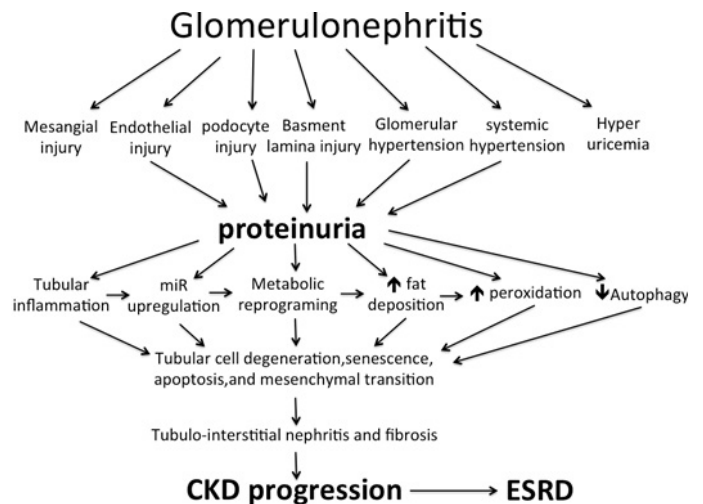 Glomerulonephritis
Mesangial injury
Endothelial injury
podocyte injury
Basment lamina injury
Glomerular hypertension
systemic hypertension
Hyper uricemia
proteinuria
Tubular inflammation
miR upregulation
Metabolic reprograming
fat deposition
peroxidation
Autophagy
Tubular cell degeneration,senescence,
apoptosis,and mesenchymal transition
Tubulo-interstitial nephritis and fibrosis
CKD progression
ESRD